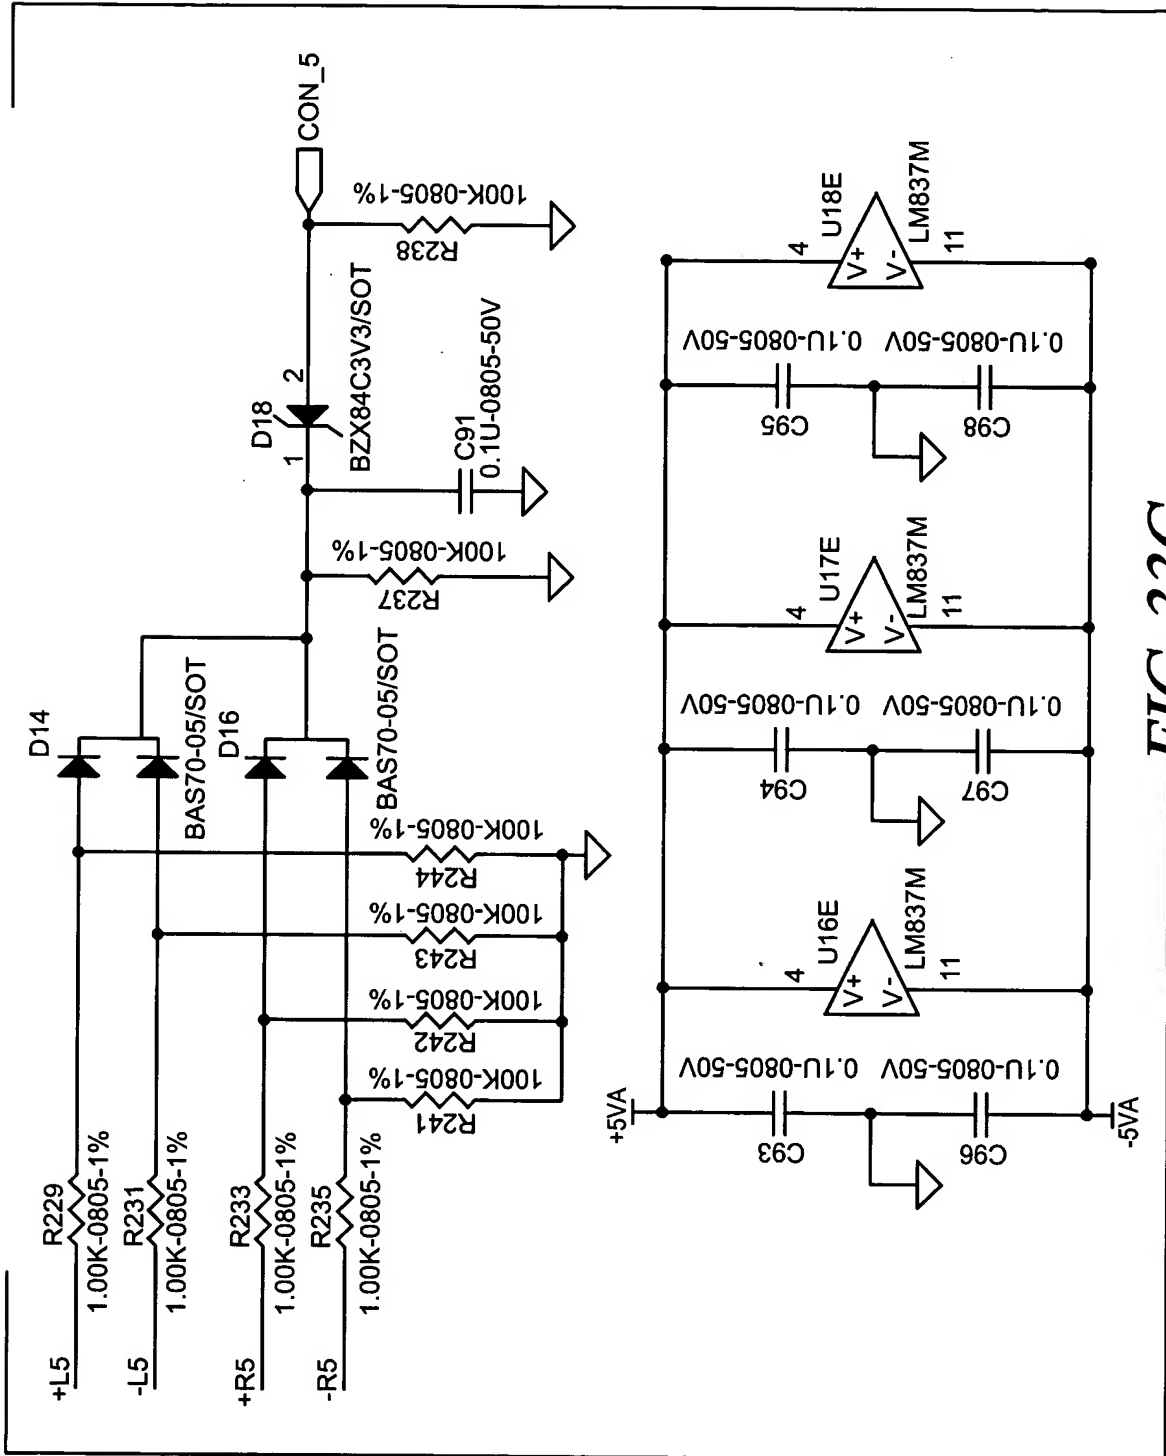 +L5
R229
1.00K-0805-1%
D14
-L5
R231
1.00K-0805-1%
BAS70-05/SOT
+R5
R233
1.00K-0805-1%
D16
-R5
R235
1.00K-0805-1%
BAS70-05/SOT
R241
100K-0805-1%
R242
100K-0805-1%
R243
100K-0805-1%
R244
100K-0805-1%
R237
100K-0805-1%
D18
1
2
BZX84C3V3/SOT
C91
0.1U-0805-50V
R238
100K-0805-1%
CON_5
+5VA
C93
0.1U-0805-50V
C96
0.1U-0805-50V
-5VA
4
U16E
V+
V-
LM837M
11
C94
0.1U-0805-50V
C97
0.1U-0805-50V
4
U17E
V+
V-
LM837M
11
C95
0.1U-0805-50V
C98
0.1U-0805-50V
4
U18E
V+
V-
LM837M
11